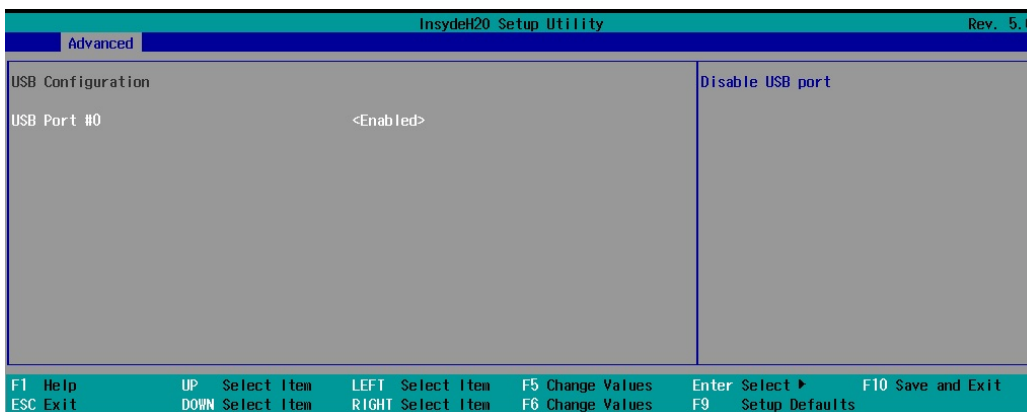 InsydeH20 Setup Utility Rev. 5.
Advanced
USB Configuration
Disable USB port
USB Port #0 <Enabled>
F1 Help UP Select Item LEFT Select Item F5 Change Values Enter Select ▶ F10 Save and Exit
ESC Exit DOWN Select Item RIGHT Select Item F6 Change Values F9 Setup Defaults